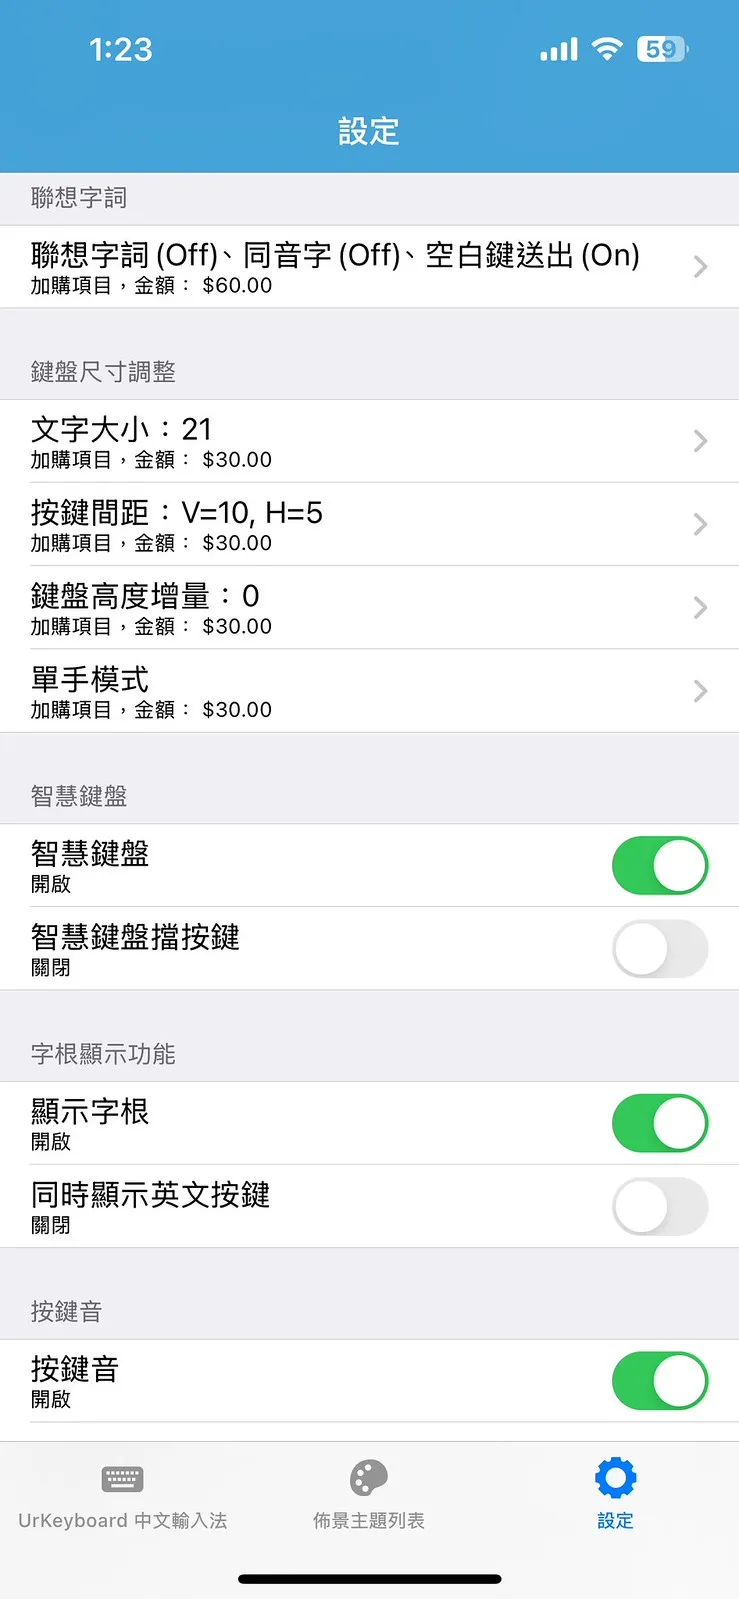 1:23
59
設定
聯想字詞
聯想字詞 (Off)、同音字 (Off)、空白鍵送出 (On)
加購項目，金額： $60.00
鍵盤尺寸調整
文字大小：21
加購項目，金額： $30.00
按鍵間距：V=10, H=5
加購項目，金額： $30.00
鍵盤高度增量：0
加購項目，金額： $30.00
單手模式
加購項目，金額： $30.00
智慧鍵盤
智慧鍵盤
開啟
智慧鍵盤擋按鍵
關閉
字根顯示功能
顯示字根
開啟
同時顯示英文按鍵
關閉
按鍵音
按鍵音
開啟
UrKeyboard 中文輸入法
佈景主題列表
設定